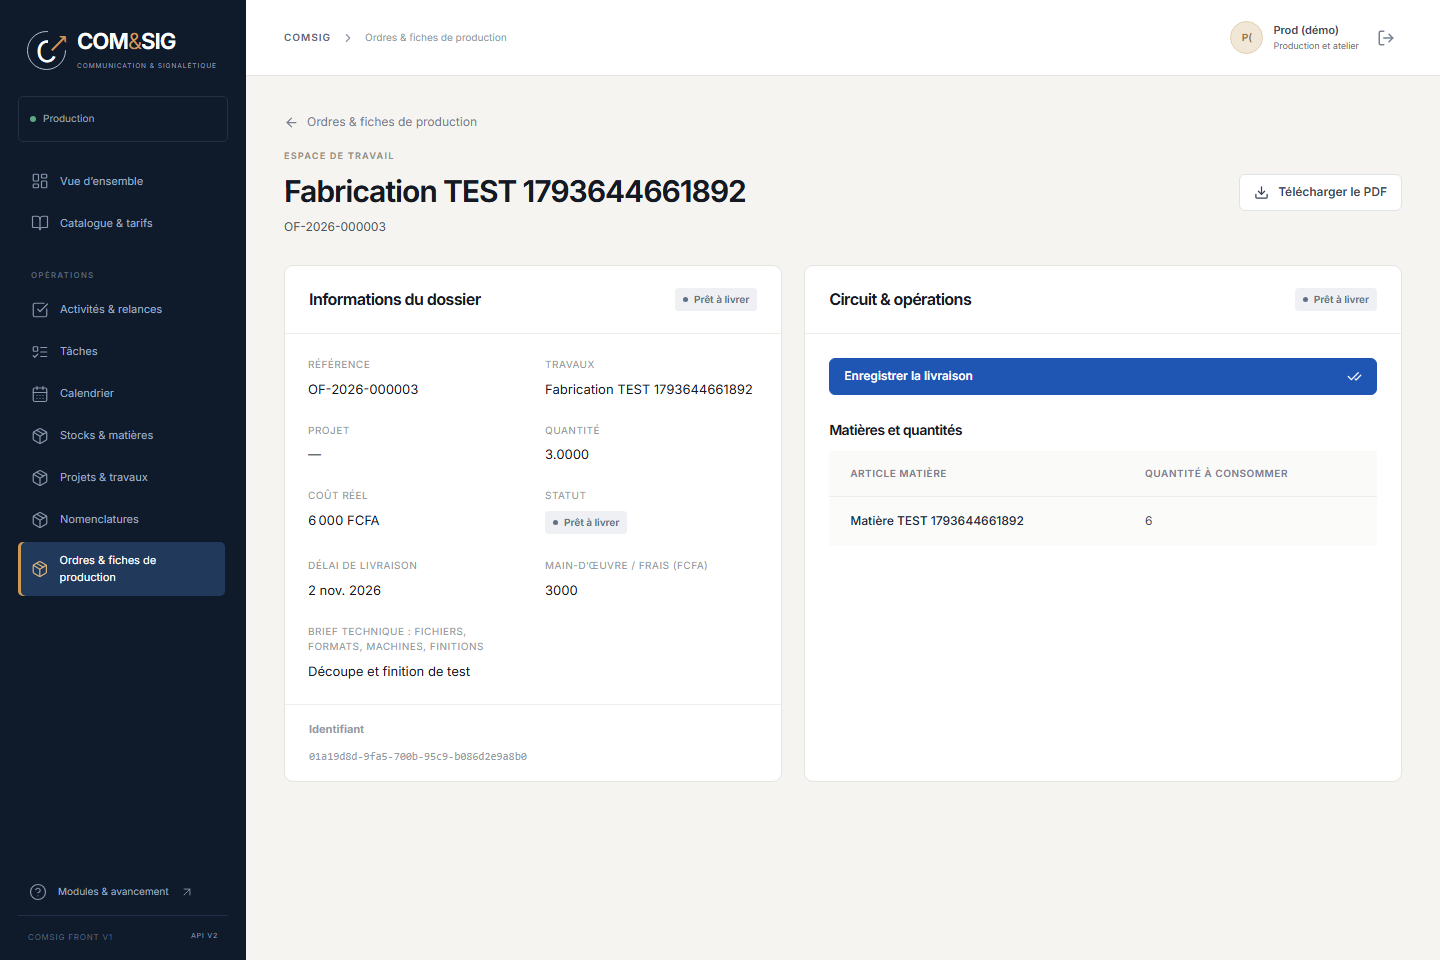 COM&SIG
COMMUNICATION & SIGNALÉTIQUE
Production
Vue d'ensemble
Catalogue & tarifs
OPÉRATIONS
Activités & relances
Tâches
Calendrier
Stocks & matières
Projets & travaux
Nomenclatures
Ordres & fiches de
production
Modules & avancement
COMSIG FRONT V1
API V2
COMSIG
Ordres & fiches de production
P(
Prod (démo)
Production et atelier
Ordres & fiches de production
ESPACE DE TRAVAIL
Fabrication TEST 1793644661892
OF-2026-000003
Télécharger le PDF
Informations du dossier
Prêt à livrer
RÉFÉRENCE
OF-2026-000003
TRAVAUX
Fabrication TEST 1793644661892
PROJET
—
QUANTITÉ
3.0000
COÛT RÉEL
6 000 FCFA
STATUT
Prêt à livrer
DÉLAI DE LIVRAISON
2 nov. 2026
MAIN-D'ŒUVRE / FRAIS (FCFA)
3000
BRIEF TECHNIQUE : FICHIERS,
FORMATS, MACHINES, FINITIONS
Découpe et finition de test
Identifiant
01a19d8d-9fa5-700b-95c9-b086d2e9a8b0
Circuit & opérations
Prêt à livrer
Enregistrer la livraison
Matières et quantités
ARTICLE MATIÈRE
QUANTITÉ À CONSOMMER
Matière TEST 1793644661892
6